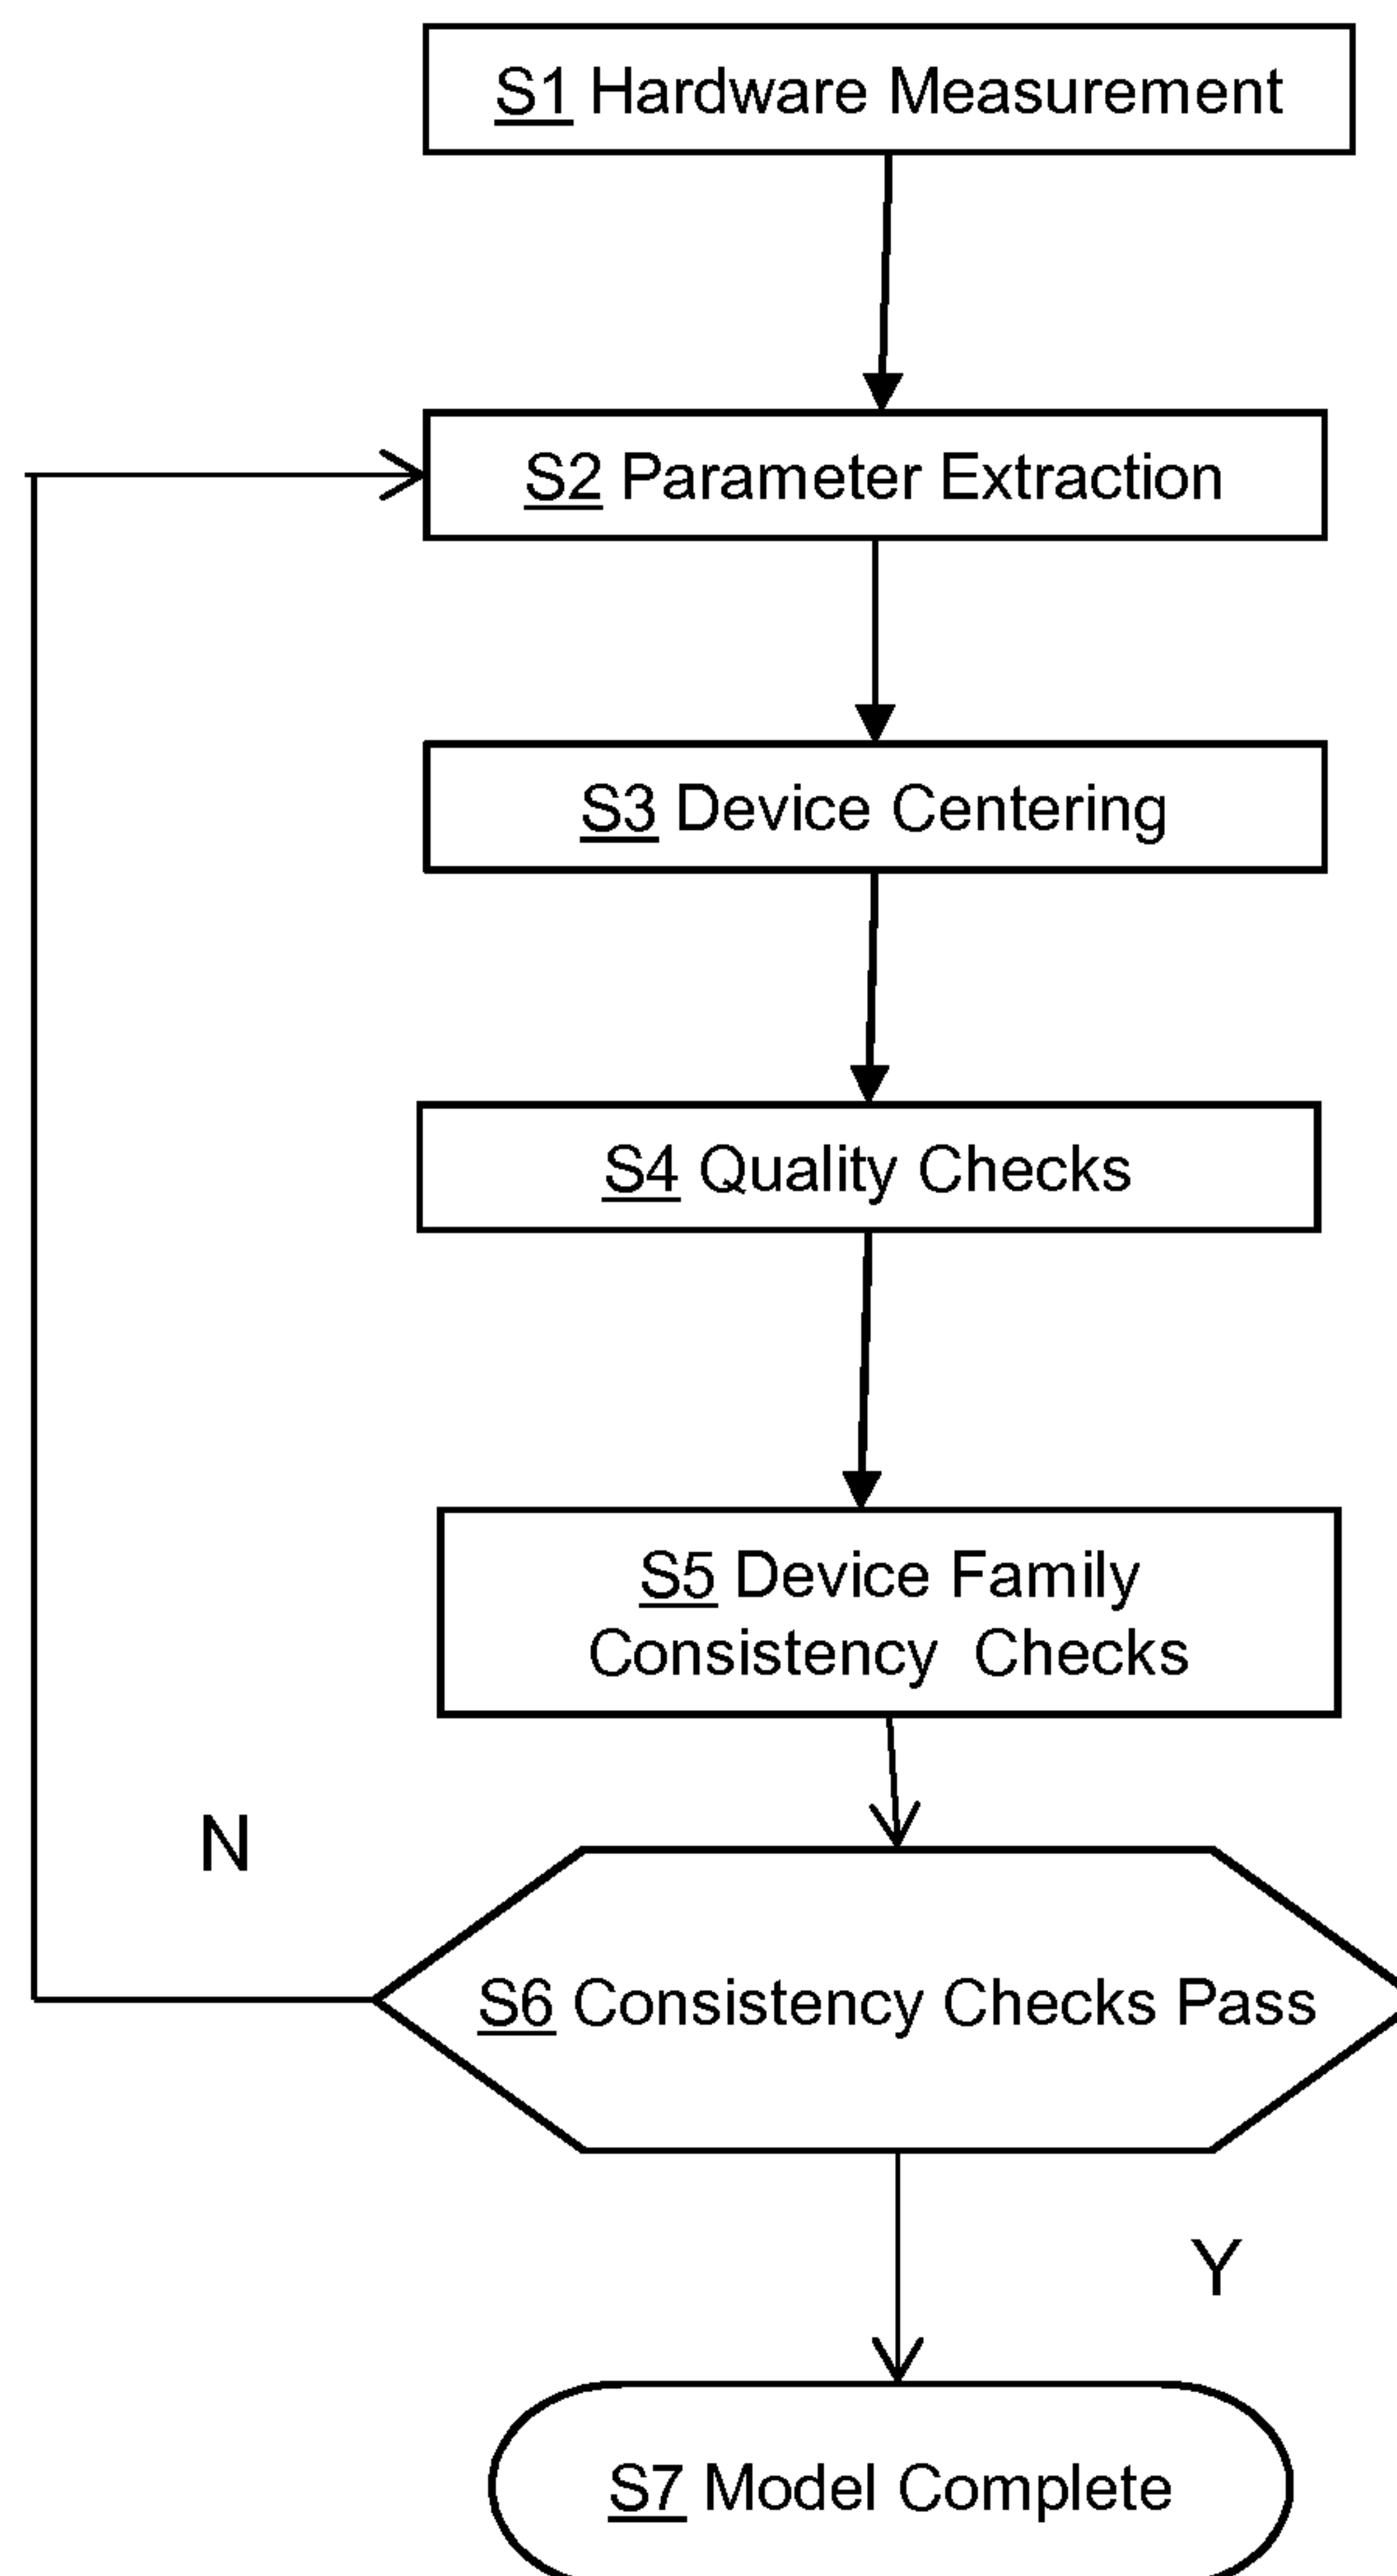 S1 Hardware Measurement
S2 Parameter Extraction
S3 Device Centering
S4 Quality Checks
S5 Device Family
Consistency Checks
N
S6 Consistency Checks Pass
Y
S7 Model Complete